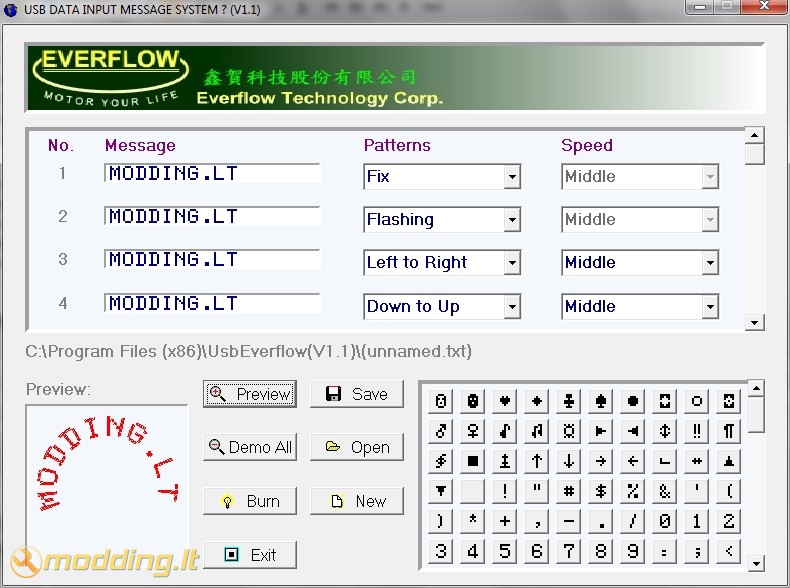 USB DATA INPUT MESSAGE SYSTEM ? (V1.1)
EVERFLOW
MOTOR YOUR LIFE
鑫賀科技股份有限公司
Everflow Technology Corp.
No. Message Patterns Speed
1 MODDING.LT Fix Middle
2 MODDING.LT Flashing Middle
3 MODDING.LT Left to Right Middle
4 MODDING.LT Down to Up Middle
C:\Program Files (x86)\UsbEverflow(V1.1)\(unnamed.txt)
Preview:
MODDING.LT
Preview Save
Demo All Open
Burn New
Exit
‼ ¶
! " # $ % & ' (
) * + , - . / 0 1 2
3 4 5 6 7 8 9 : ; <
modding.lt